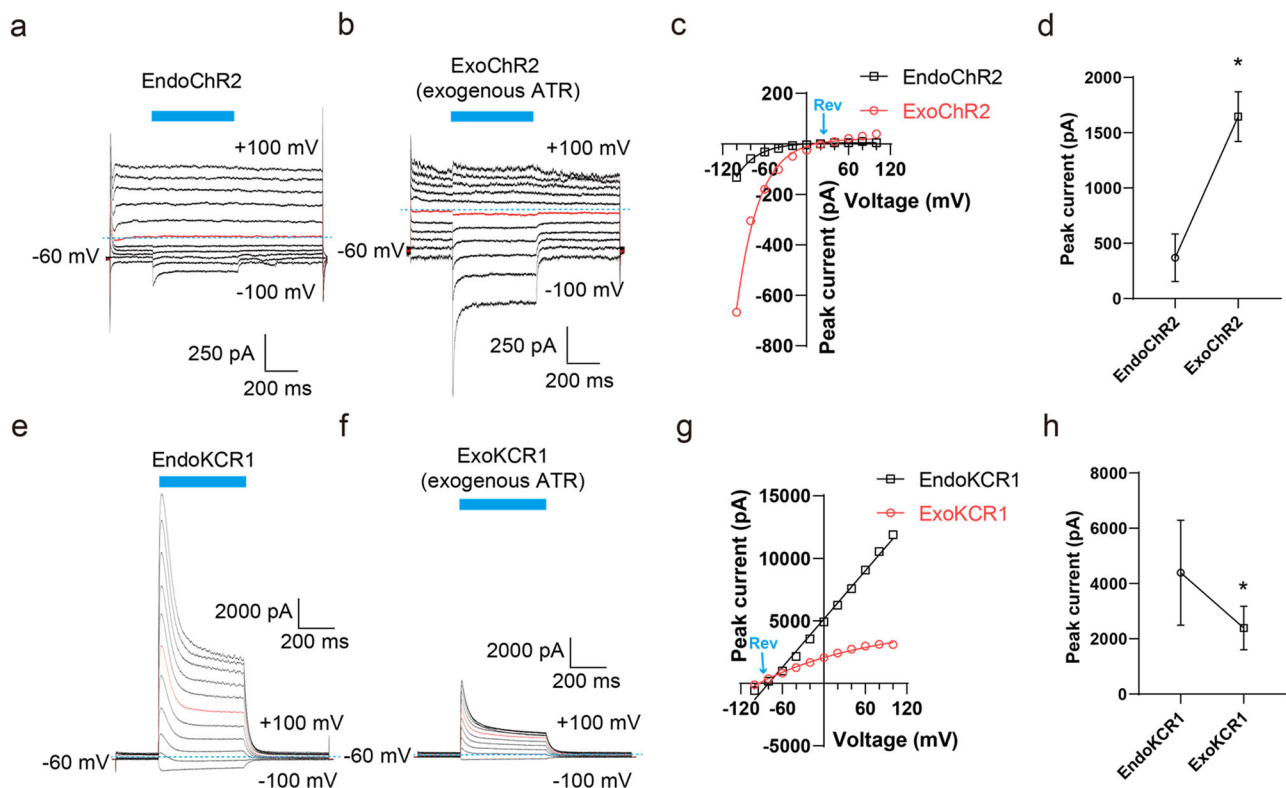 a
EndoChR2
+100 mV
-60 mV
-100 mV
250 pA
200 ms
b
ExoChR2
(exogenous ATR)
+100 mV
-60 mV
-100 mV
250 pA
200 ms
c
EndoChR2
ExoChR2
Rev
200
-120 -60 60 120
-200
-400
-600
-800
Voltage (mV)
Peak current (pA)
d
*
2000
1500
1000
500
0
Peak current (pA)
EndoChR2
ExoChR2
e
EndoKCR1
2000 pA
200 ms
+100 mV
-60 mV
-100 mV
f
ExoKCR1
(exogenous ATR)
2000 pA
200 ms
+100 mV
-60 mV
-100 mV
g
EndoKCR1
ExoKCR1
Rev
15000
10000
5000
-5000
-120 -60 60 120
Voltage (mV)
Peak current (pA)
h
*
8000
6000
4000
2000
0
Peak current (pA)
EndoKCR1
ExoKCR1